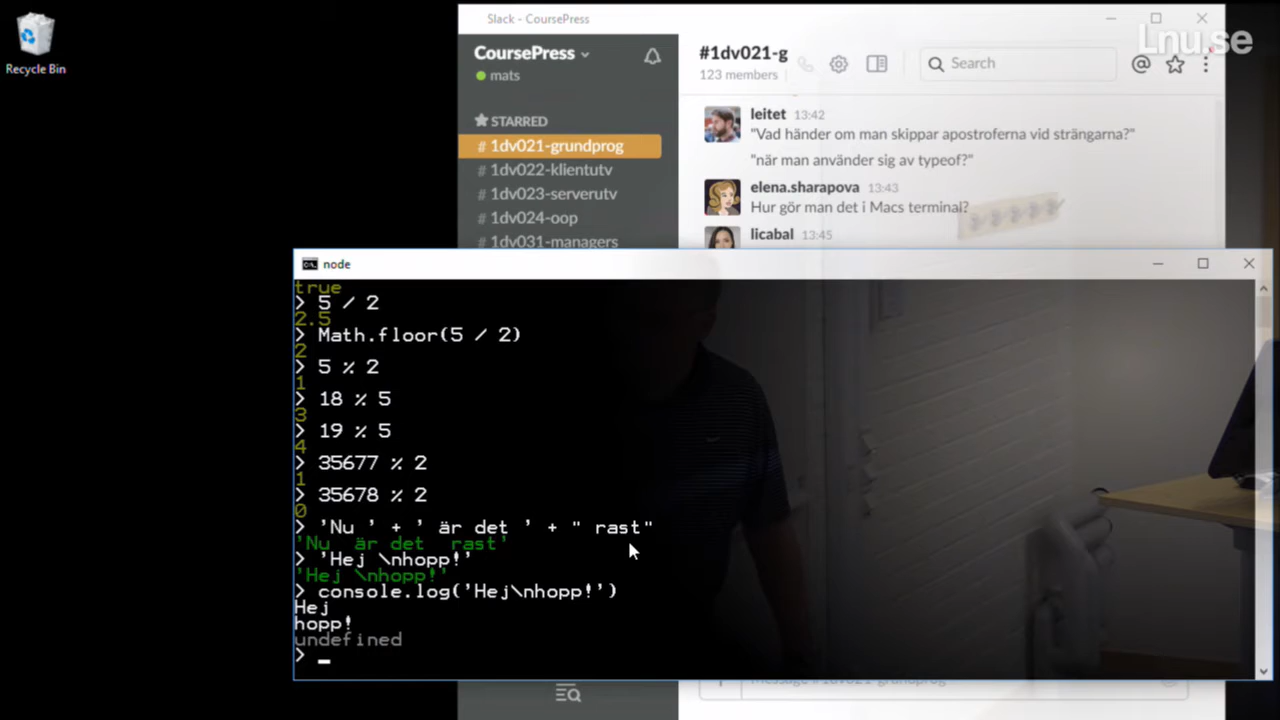 Recycle Bin
Slack - CoursePress
Lnu.se
CoursePress
mats
STARRED
# 1dv021-grundprog
# 1dv022-klientutv
# 1dv023-serverutv
# 1dv024-oop
# 1dv031-managers
#1dv021-g
123 members
Search
leitet 13:42
"Vad händer om man skippar apostroferna vid strängarna?"
"när man använder sig av typeof?"
elena.sharapova 13:43
Hur gör man det i Macs terminal?
licabal 13:45
node
true
> 5 / 2
2.5
> Math.floor(5 / 2)
2
> 5 % 2
1
> 18 % 5
3
> 19 % 5
4
> 35677 % 2
1
> 35678 % 2
0
> 'Nu ' + ' är det ' + " rast"
'Nu  är det  rast'
> 'Hej \nhopp!'
'Hej \nhopp!'
> console.log('Hej\nhopp!')
Hej
hopp!
undefined
> _
Message #1dv021-grundprog